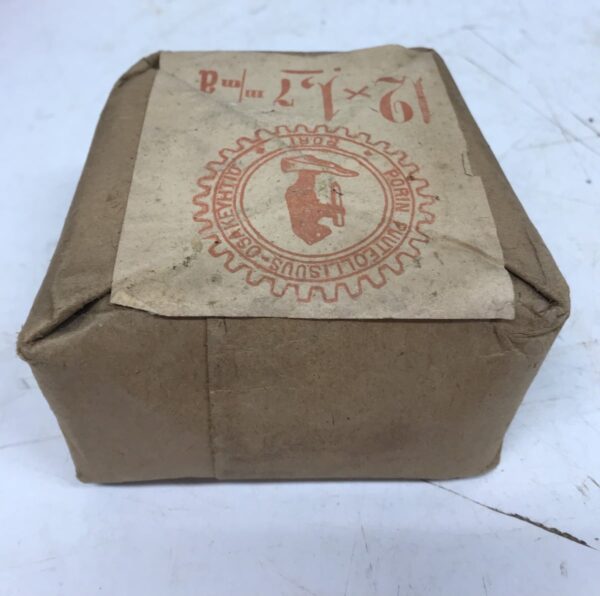 PORIN PUUTEOLLISUUS-OSAKEYHTIÖ
PORI
12×1,7 m/m